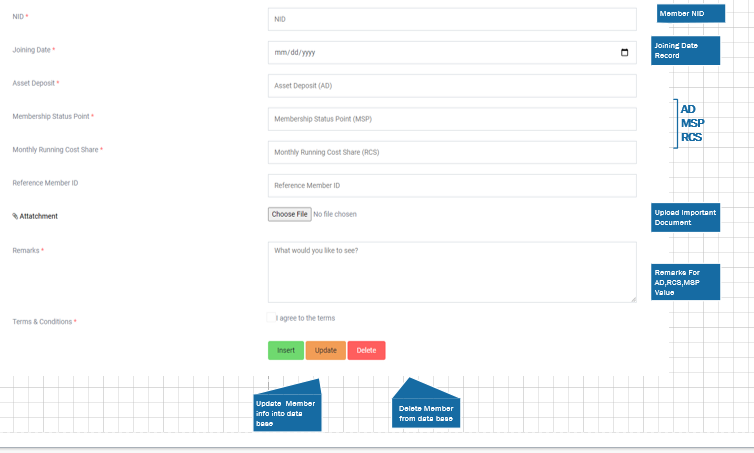 NID *
NID
Member NID
Joining Date *
mm/dd/yyyy
Joining Date
Record
Asset Deposit *
Asset Deposit (AD)
Membership Status Point *
Membership Status Point (MSP)
AD
MSP
RCS
Monthly Running Cost Share *
Monthly Running Cost Share (RCS)
Reference Member ID
Reference Member ID
Attatchment
Choose File No file chosen
Upload Important
Document
Remarks *
What would you like to see?
Remarks For
AD,RCS,MSP
Value
Terms & Conditions *
I agree to the terms
Insert Update Delete
Update Member
info into data
base
Delete Member
from data base